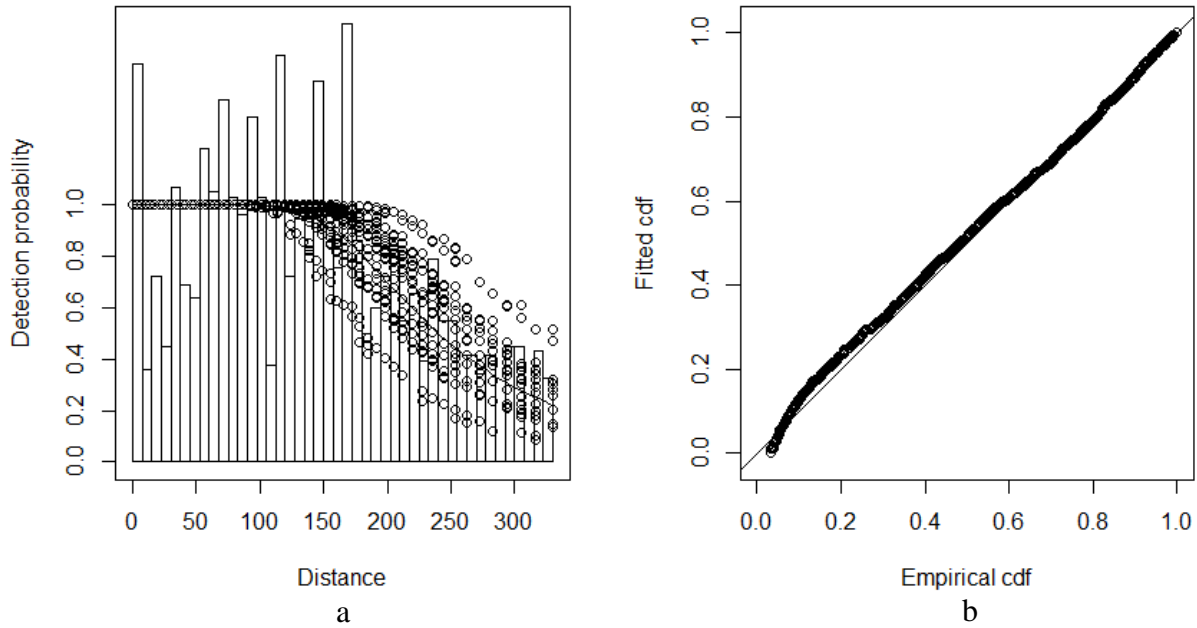 Detection probability
0.0 0.2 0.4 0.6 0.8 1.0
0 50 100 150 200 250 300
Distance
a
Fitted cdf
0.0 0.2 0.4 0.6 0.8 1.0
0.0 0.2 0.4 0.6 0.8 1.0
Empirical cdf
b